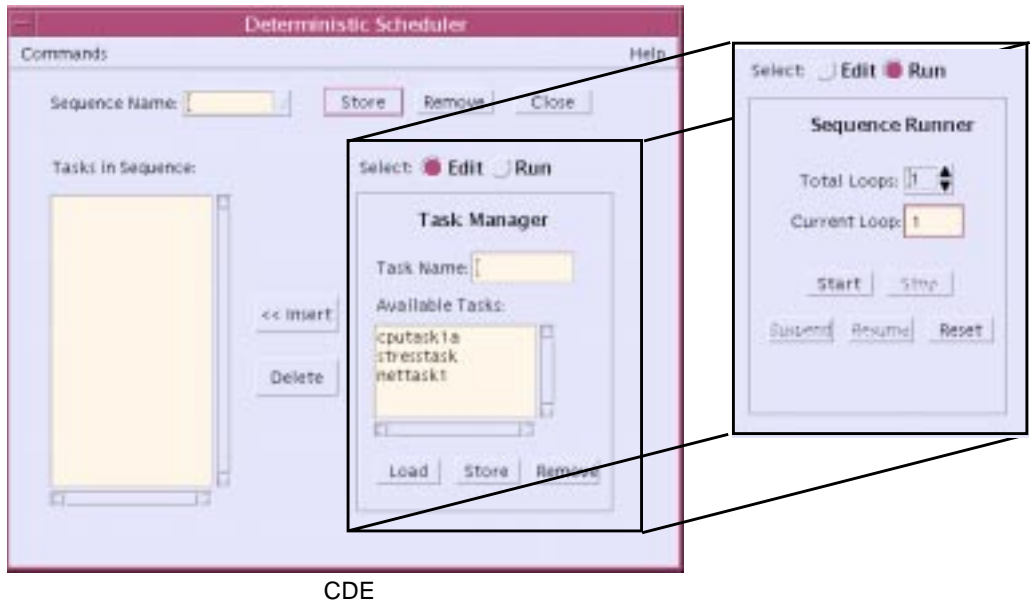 Deterministic Scheduler
Commands Help
Sequence Name: Store Remove Close
Tasks in Sequence:
<< Insert
Delete
Select: Edit Run
Task Manager
Task Name:
Available Tasks:
cputask1a
stresstask
nettask1
Load Store Remove
Select: Edit Run
Sequence Runner
Total Loops: 1
Current Loop: 1
Start Stop
Suspend Resume Reset
CDE